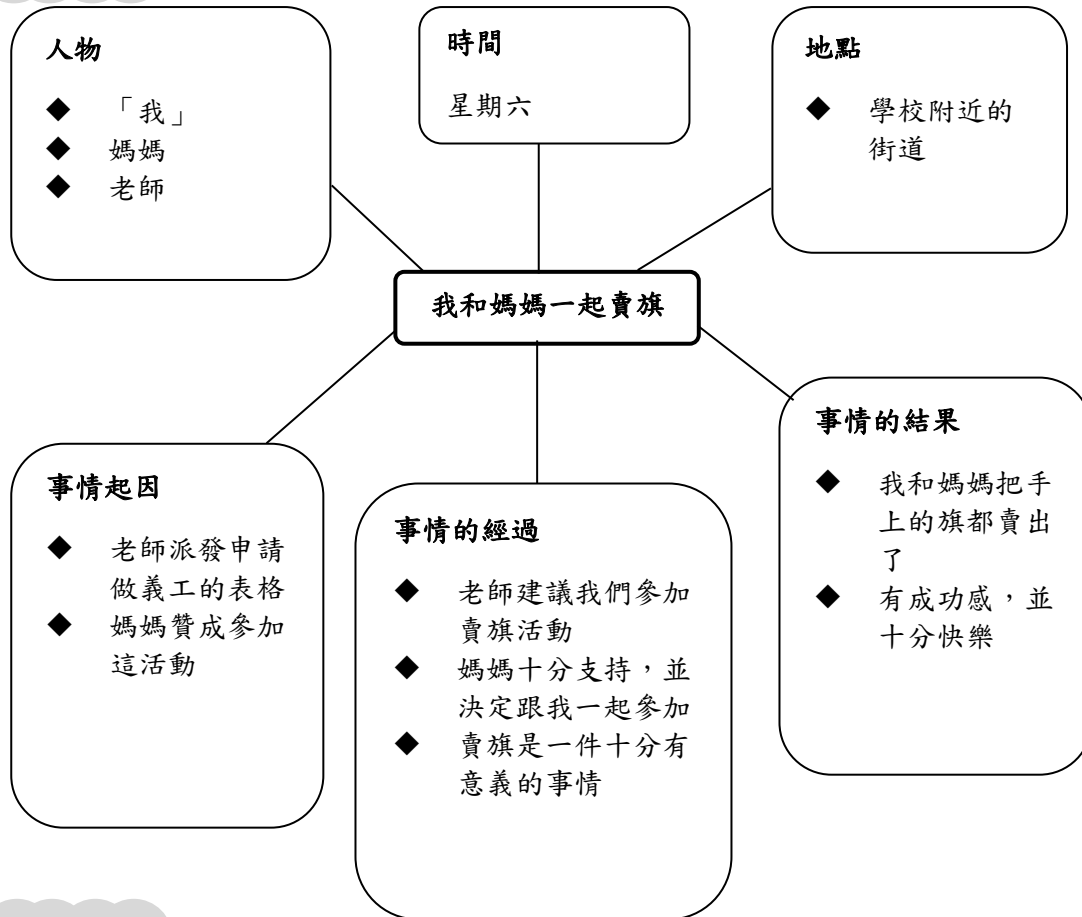 人物
◆ 「我」
◆ 媽媽
◆ 老師
時間
星期六
地點
◆ 學校附近的
街道
我和媽媽一起賣旗
事情起因
◆ 老師派發申請
做義工的表格
◆ 媽媽贊成參加
這活動
事情的經過
◆ 老師建議我們參加
賣旗活動
◆ 媽媽十分支持，並
決定跟我一起參加
◆ 賣旗是一件十分有
意義的事情
事情的結果
◆ 我和媽媽把手
上的旗都賣出
了
◆ 有成功感，並
十分快樂